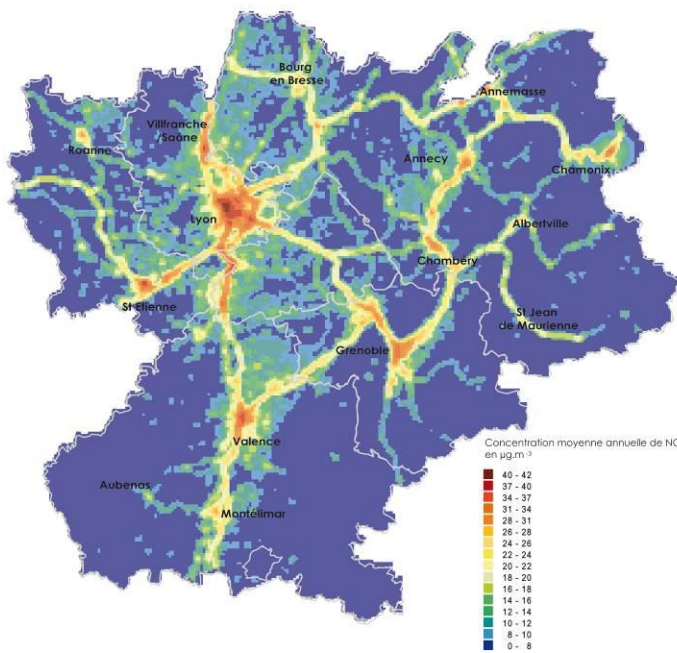 Bourg
en Bresse
Annemasse
Villfranche
/Saône
Roanne
Annecy
Chamonix
Lyon
Albertville
Chambéry
St Etienne
St Jean
de Maurienne
Grenoble
Valence
Aubenas
Montélimar
Concentration moyenne annuelle de
en µg.m⁻³
40 - 42
37 - 40
34 - 37
31 - 34
28 - 31
26 - 28
24 - 26
22 - 24
20 - 22
18 - 20
16 - 18
14 - 16
12 - 14
10 - 12
8 - 10
0 - 8